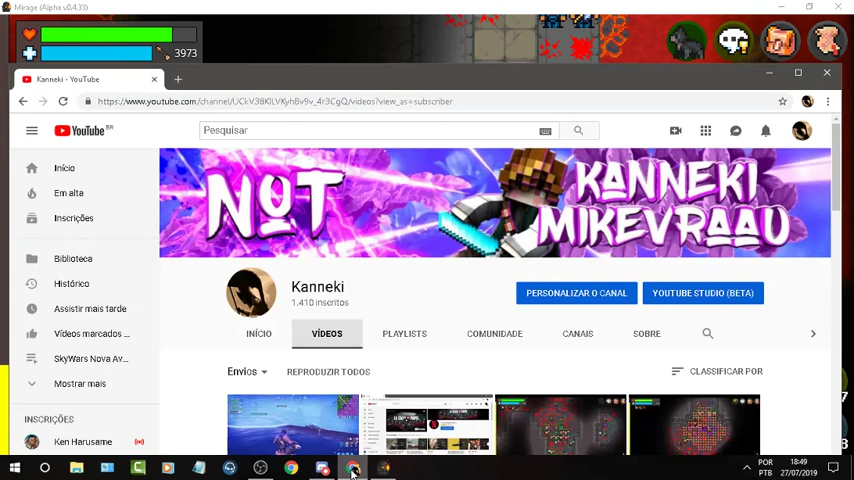 Mirage (Alpha v0.4.33)
3973
Kanneki - YouTube
https://www.youtube.com/channel/UCkV3BKlLVKyhBv9v_4r3CgQ/videos?view_as=subscriber
YouTube BR
Pesquisar
Início
Em alta
Inscrições
Biblioteca
Histórico
Assistir mais tarde
Vídeos marcados ...
SkyWars Nova Av...
Mostrar mais
INSCRIÇÕES
Ken Harusame
NOT
KANNEKI
MIKEVRAAU
Kanneki
1.410 inscritos
PERSONALIZAR O CANAL
YOUTUBE STUDIO (BETA)
INÍCIO
VÍDEOS
PLAYLISTS
COMUNIDADE
CANAIS
SOBRE
Envios
REPRODUZIR TODOS
CLASSIFICAR POR
7
8
POR
PTB
18:49
27/07/2019